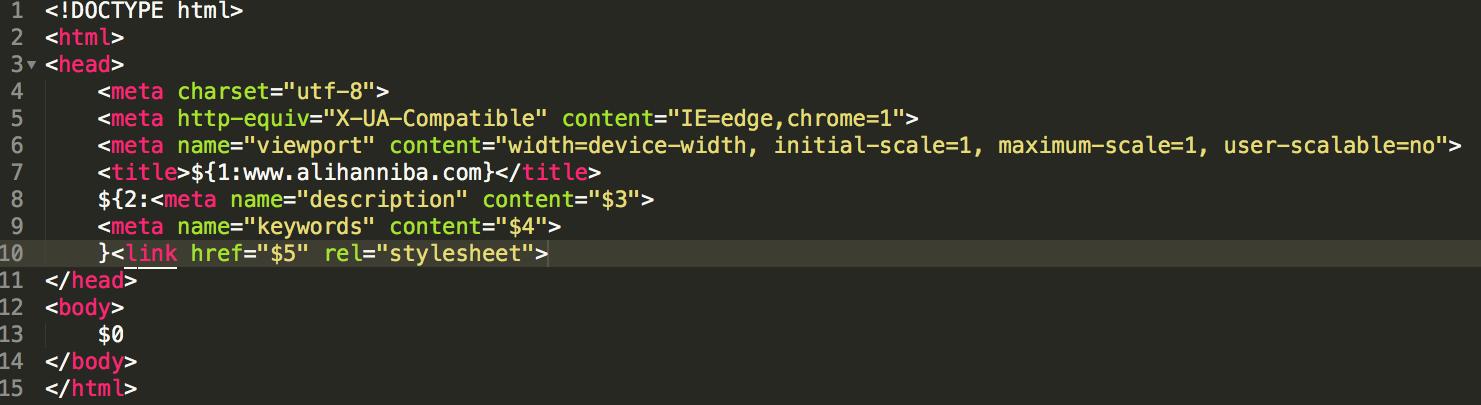 1 <!DOCTYPE html>
2 <html>
3 <head>
4 <meta charset="utf-8">
5 <meta http-equiv="X-UA-Compatible" content="IE=edge,chrome=1">
6 <meta name="viewport" content="width=device-width, initial-scale=1, maximum-scale=1, user-scalable=no">
7 <title>${1:www.alihanniba.com}</title>
8 ${2:<meta name="description" content="$3">
9 <meta name="keywords" content="$4">
10 }<link href="$5" rel="stylesheet">
11 </head>
12 <body>
13 $0
14 </body>
15 </html>